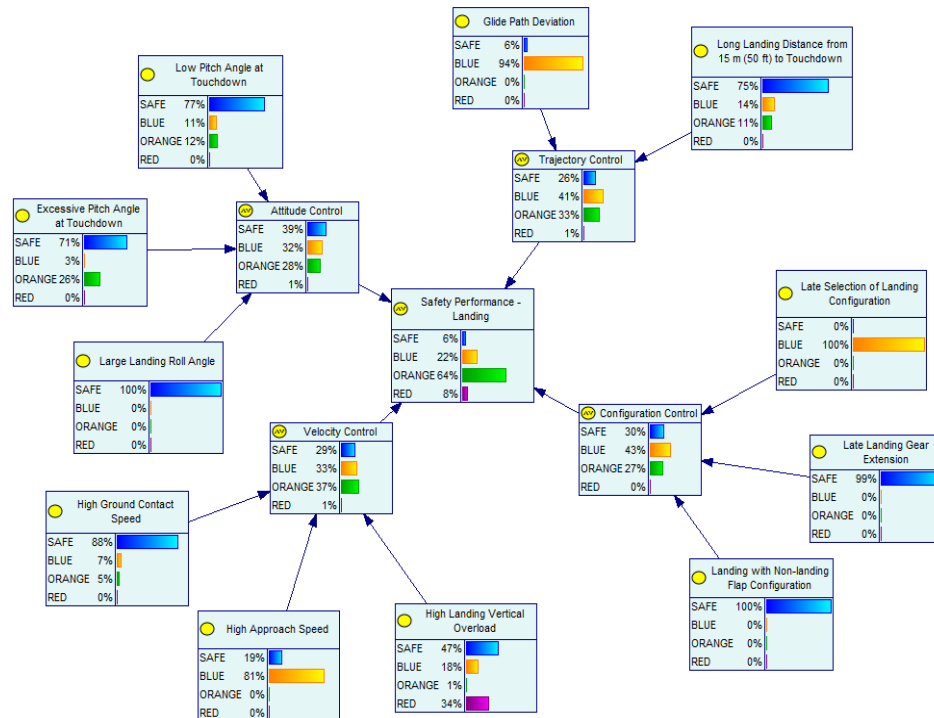 Glide Path Deviation
SAFE 6%
BLUE 94%
ORANGE 0%
RED 0%
Long Landing Distance from
15 m (50 ft) to Touchdown
SAFE 75%
BLUE 14%
ORANGE 11%
RED 0%
Low Pitch Angle at
Touchdown
SAFE 77%
BLUE 11%
ORANGE 12%
RED 0%
Trajectory Control
SAFE 26%
BLUE 41%
ORANGE 33%
RED 1%
Excessive Pitch Angle
at Touchdown
SAFE 71%
BLUE 3%
ORANGE 26%
RED 0%
Attitude Control
SAFE 39%
BLUE 32%
ORANGE 28%
RED 1%
Late Selection of Landing
Configuration
SAFE 0%
BLUE 100%
ORANGE 0%
RED 0%
Safety Performance -
Landing
SAFE 6%
BLUE 22%
ORANGE 64%
RED 8%
Large Landing Roll Angle
SAFE 100%
BLUE 0%
ORANGE 0%
RED 0%
Configuration Control
SAFE 30%
BLUE 43%
ORANGE 27%
RED 0%
Velocity Control
SAFE 29%
BLUE 33%
ORANGE 37%
RED 1%
Late Landing Gear
Extension
SAFE 99%
BLUE 0%
ORANGE 0%
RED 0%
High Ground Contact
Speed
SAFE 88%
BLUE 7%
ORANGE 5%
RED 0%
Landing with Non-landing
Flap Configuration
SAFE 100%
BLUE 0%
ORANGE 0%
RED 0%
High Approach Speed
SAFE 19%
BLUE 81%
ORANGE 0%
RED 0%
High Landing Vertical
Overload
SAFE 47%
BLUE 18%
ORANGE 1%
RED 34%